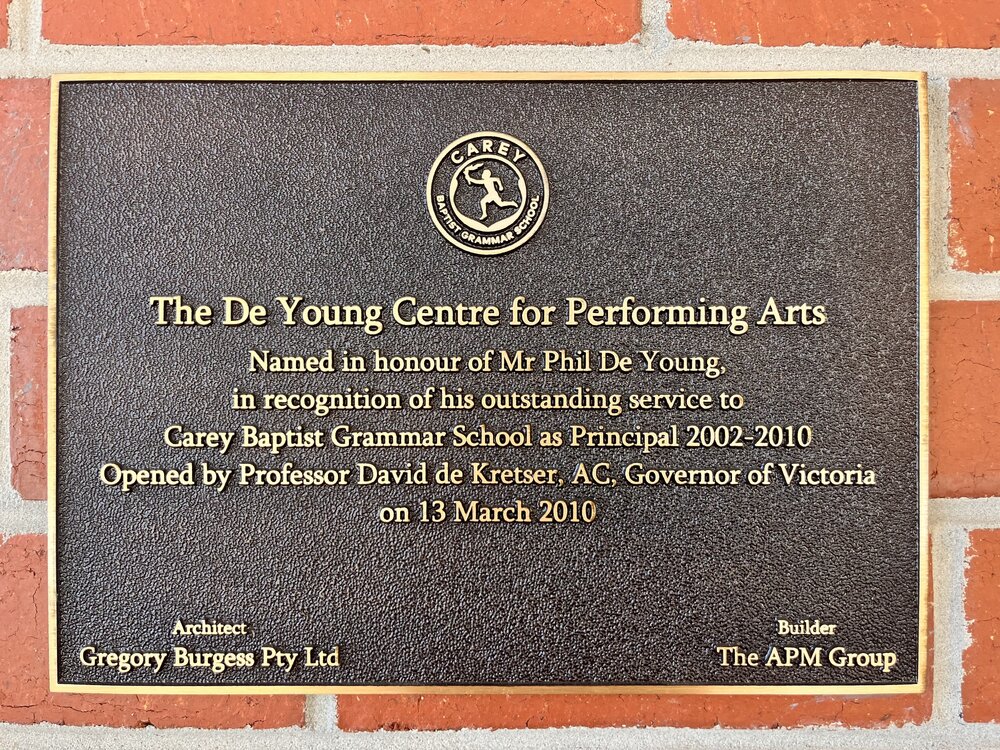 CAREY
BAPTIST GRAMMAR SCHOOL
The De Young Centre for Performing Arts
Named in honour of Mr Phil De Young,
in recognition of his outstanding service to
Carey Baptist Grammar School as Principal 2002-2010
Opened by Professor David de Kretser, AC, Governor of Victoria
on 13 March 2010
Architect
Gregory Burgess Pty Ltd
Builder
The APM Group